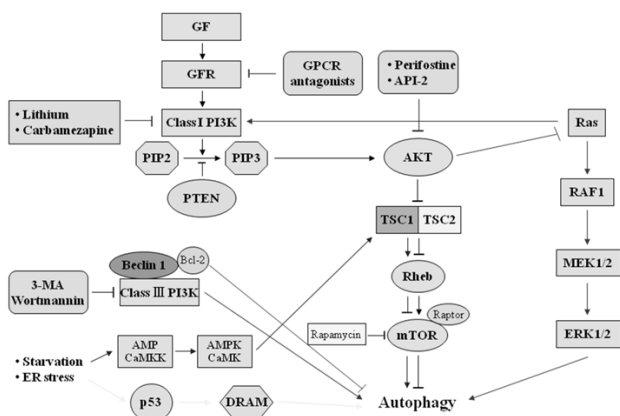 GF
GFR
GPCR
antagonists
• Perifostine
• API-2
• Lithium
• Carbamezapine
Class I PI3K
Ras
PIP2
PIP3
AKT
PTEN
RAF1
TSC1
TSC2
Beclin 1
Bcl-2
MEK1/2
Rheb
3-MA
Wortmannin
Class III PI3K
Raptor
Rapamycin
mTOR
ERK1/2
AMP
CaMKK
AMPK
CaMK
• Starvation
• ER stress
p53
DRAM
Autophagy